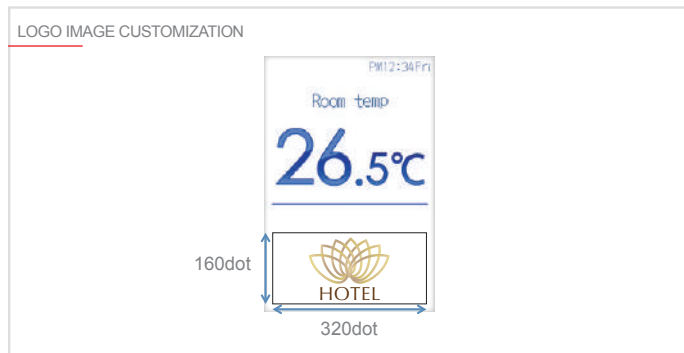 LOGO IMAGE CUSTOMIZATION
PM12:34Fri
Room temp
26.5°C
160dot
HOTEL
320dot